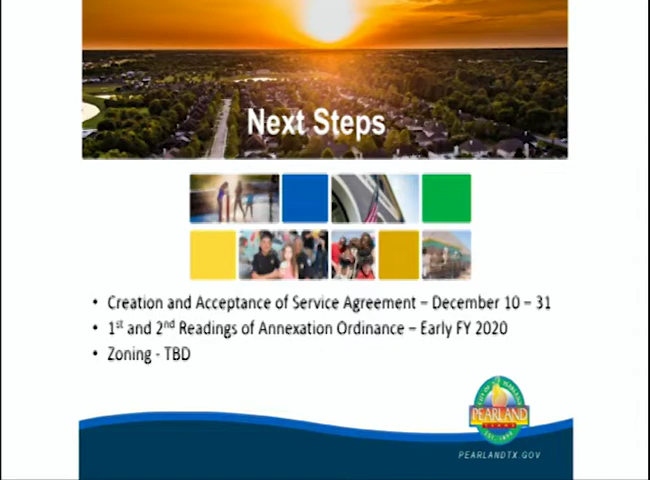 Next Steps
• Creation and Acceptance of Service Agreement – December 10 – 31
• 1st and 2nd Readings of Annexation Ordinance – Early FY 2020
• Zoning - TBD
PEARLAND
TEXAS
PEARLANDTX.GOV